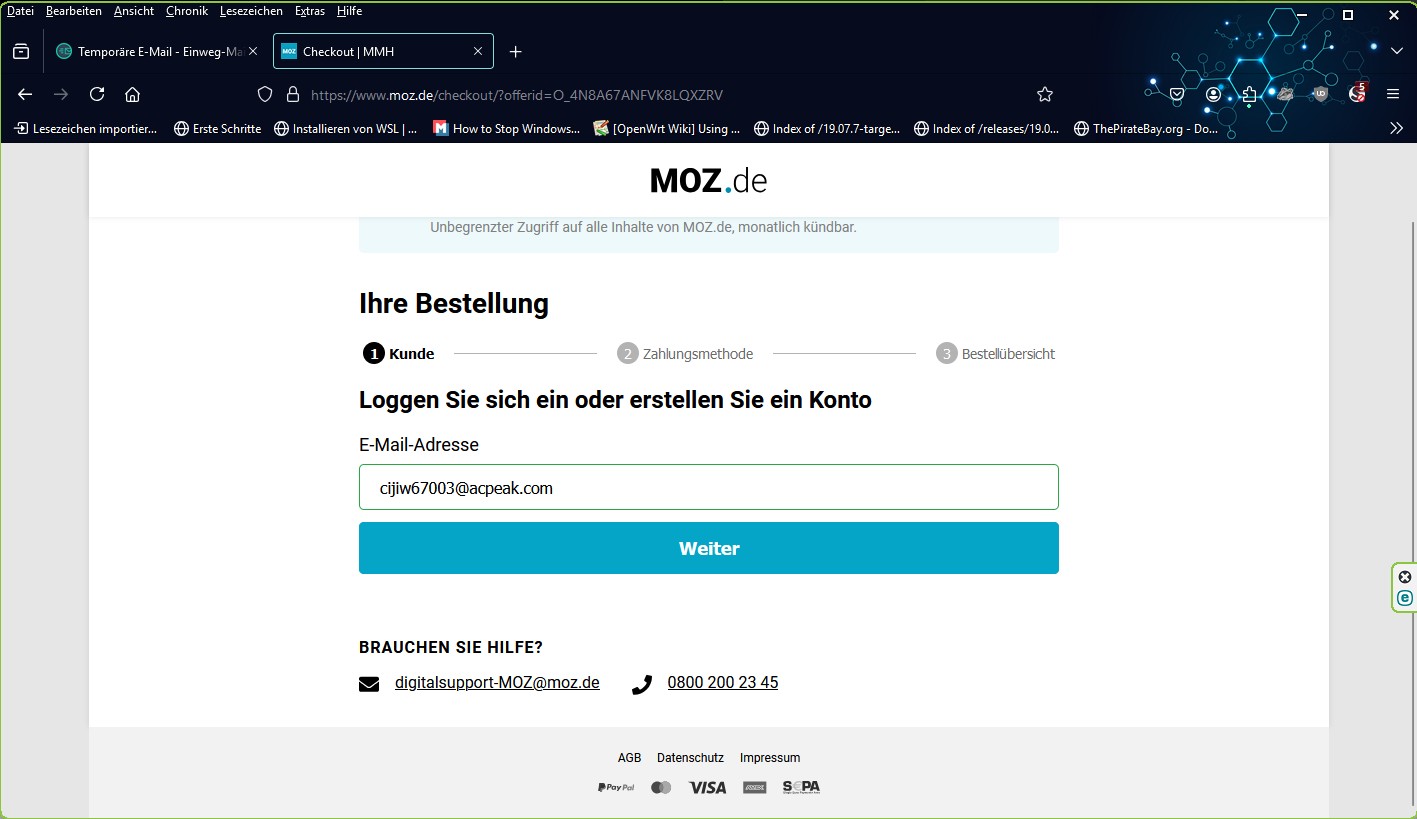 Datei Bearbeiten Ansicht Chronik Lesezeichen Extras Hilfe
Temporäre E-Mail - Einweg-Ma
MOZ Checkout | MMH
https://www.moz.de/checkout/?offerid=O_4N8A67ANFVK8LQXZRV
5
Lesezeichen importier... Erste Schritte Installieren von WSL | ... How to Stop Windows... [OpenWrt Wiki] Using ... Index of /19.07.7-targe... Index of /releases/19.0... ThePirateBay.org - Do...
MOZ.de
Unbegrenzter Zugriff auf alle Inhalte von MOZ.de, monatlich kündbar.
Ihre Bestellung
1 Kunde 2 Zahlungsmethode 3 Bestellübersicht
Loggen Sie sich ein oder erstellen Sie ein Konto
E-Mail-Adresse
cijiw67003@acpeak.com
Weiter
BRAUCHEN SIE HILFE?
digitalsupport-MOZ@moz.de 0800 200 23 45
AGB Datenschutz Impressum
PayPal VISA SEPA